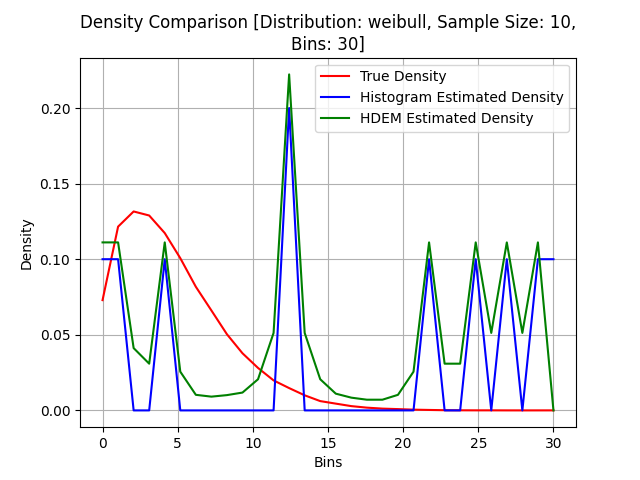 Density Comparison [Distribution: weibull, Sample Size: 10,
Bins: 30]
True Density
Histogram Estimated Density
HDEM Estimated Density
Density
0.20
0.15
0.10
0.05
0.00
0
5
10
15
20
25
30
Bins